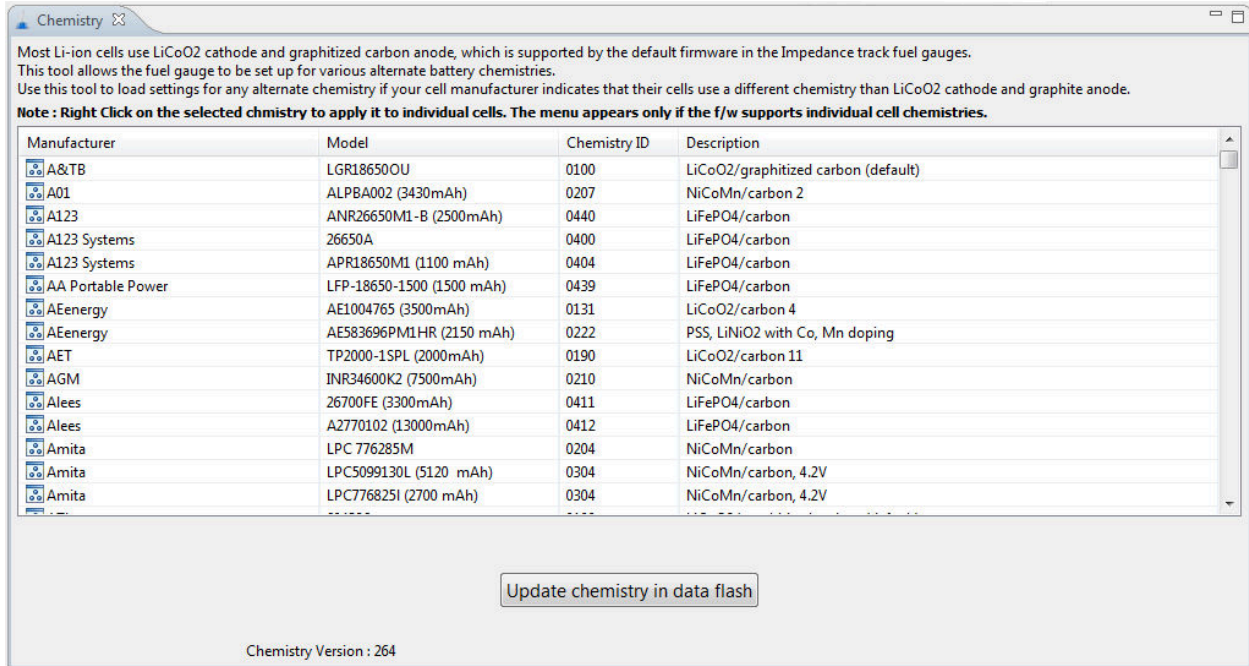 Chemistry
Most Li-ion cells use LiCoO2 cathode and graphitized carbon anode, which is supported by the default firmware in the Impedance track fuel gauges.
This tool allows the fuel gauge to be set up for various alternate battery chemistries.
Use this tool to load settings for any alternate chemistry if your cell manufacturer indicates that their cells use a different chemistry than LiCoO2 cathode and graphite anode.
Note : Right Click on the selected chmistry to apply it to individual cells. The menu appears only if the f/w supports individual cell chemistries.
Manufacturer Model Chemistry ID Description
A&TB LGR18650OU 0100 LiCoO2/graphitized carbon (default)
A01 ALPBA002 (3430mAh) 0207 NiCoMn/carbon 2
A123 ANR26650M1-B (2500mAh) 0440 LiFePO4/carbon
A123 Systems 26650A 0400 LiFePO4/carbon
A123 Systems APR18650M1 (1100 mAh) 0404 LiFePO4/carbon
AA Portable Power LFP-18650-1500 (1500 mAh) 0439 LiFePO4/carbon
AEenergy AE1004765 (3500mAh) 0131 LiCoO2/carbon 4
AEenergy AE583696PM1HR (2150 mAh) 0222 PSS, LiNiO2 with Co, Mn doping
AET TP2000-1SPL (2000mAh) 0190 LiCoO2/carbon 11
AGM INR34600K2 (7500mAh) 0210 NiCoMn/carbon
Alees 26700FE (3300mAh) 0411 LiFePO4/carbon
Alees A2770102 (13000mAh) 0412 LiFePO4/carbon
Amita LPC 776285M 0204 NiCoMn/carbon
Amita LPC5099130L (5120 mAh) 0304 NiCoMn/carbon, 4.2V
Amita LPC776825I (2700 mAh) 0304 NiCoMn/carbon, 4.2V
Update chemistry in data flash
Chemistry Version : 264